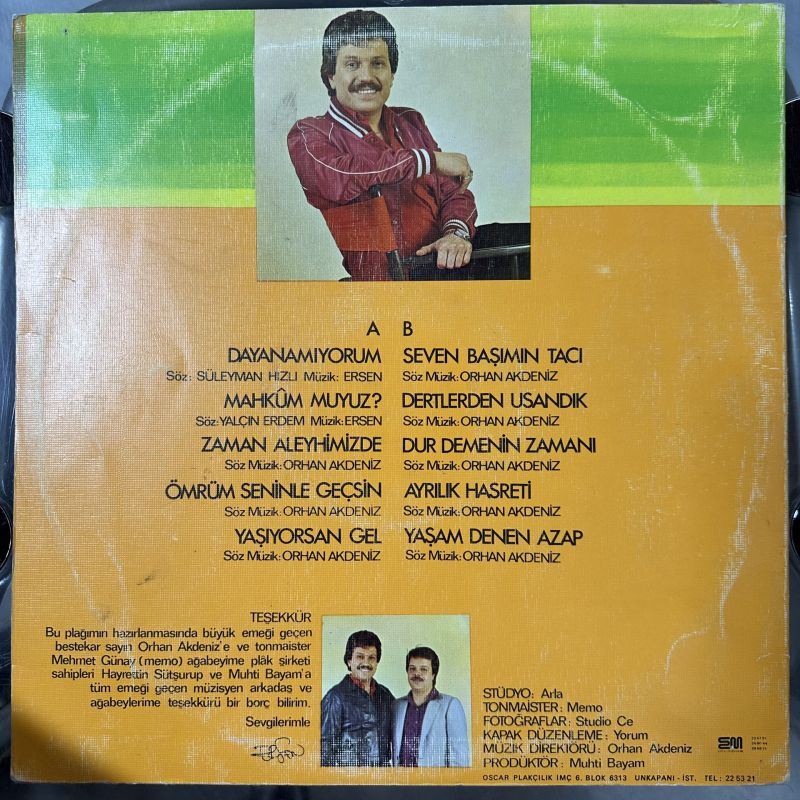 A B
DAYANAMIYORUM
Söz: SÜLEYMAN HIZLI Müzik: ERSEN
MAHKÛM MUYUZ?
Söz: YALÇIN ERDEM Müzik: ERSEN
ZAMAN ALEYHİMİZDE
Söz Müzik: ORHAN AKDENİZ
ÖMRÜM SENİNLE GEÇSİN
Söz Müzik: ORHAN AKDENİZ
YAŞIYORSAN GEL
Söz Müzik: ORHAN AKDENİZ
SEVEN BAŞIMIN TACI
Söz Müzik: ORHAN AKDENİZ
DERTLERDEN USANDIK
Söz Müzik: ORHAN AKDENİZ
DUR DEMENİN ZAMANI
Söz Müzik: ORHAN AKDENİZ
AYRILIK HASRETİ
Söz Müzik: ORHAN AKDENİZ
YAŞAM DENEN AZAP
Söz Müzik: ORHAN AKDENİZ
TEŞEKKÜR
Bu plağımın hazırlanmasında büyük emeği geçen
bestekar sayın Orhan Akdeniz'e ve tonmaister
Mehmet Günay (memo) ağabeyime plâk şirketi
sahipleri Hayrettin Sütşurup ve Muhti Bayam'a
tüm emeği geçen müzisyen arkadaş ve
ağabeylerime teşekkürü bir borç bilirim.
Sevgilerimle
Ersen
STÜDYO: Arla
TONMAİSTER: Memo
FOTOĞRAFLAR: Studio Ce
KAPAK DÜZENLEME: Yorum
MÜZİK DİREKTÖRÜ: Orhan Akdeniz
PRODÜKTÖR: Muhti Bayam
OSCAR PLAKÇILIK İMÇ 6. BLOK 6313 UNKAPANI - İST. TEL: 22 53 21